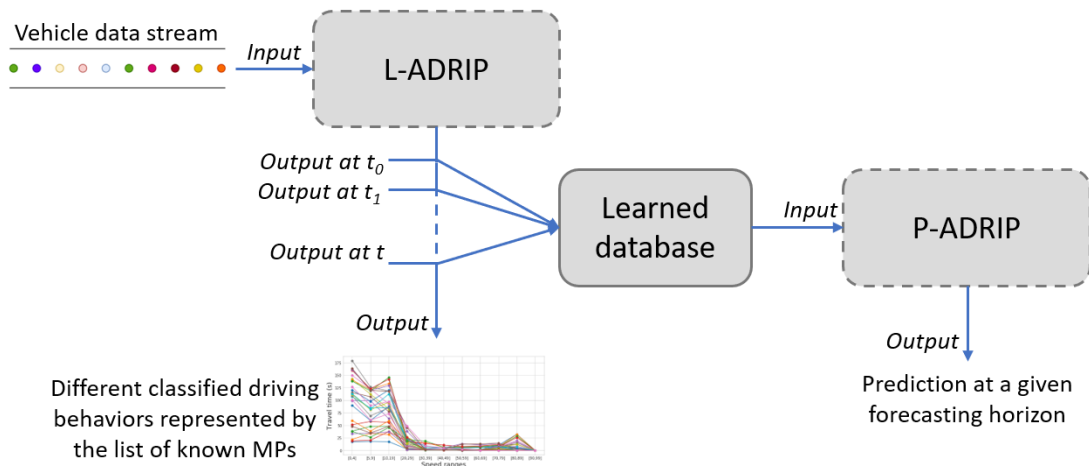 Vehicle data stream
Input
L-ADRIP
Output at t0
Output at t1
Output at t
Learned
database
Input
P-ADRIP
Output
Output
Different classified driving
behaviors represented by
the list of known MPs
Travel time (s)
Speed ranges
Prediction at a given
forecasting horizon